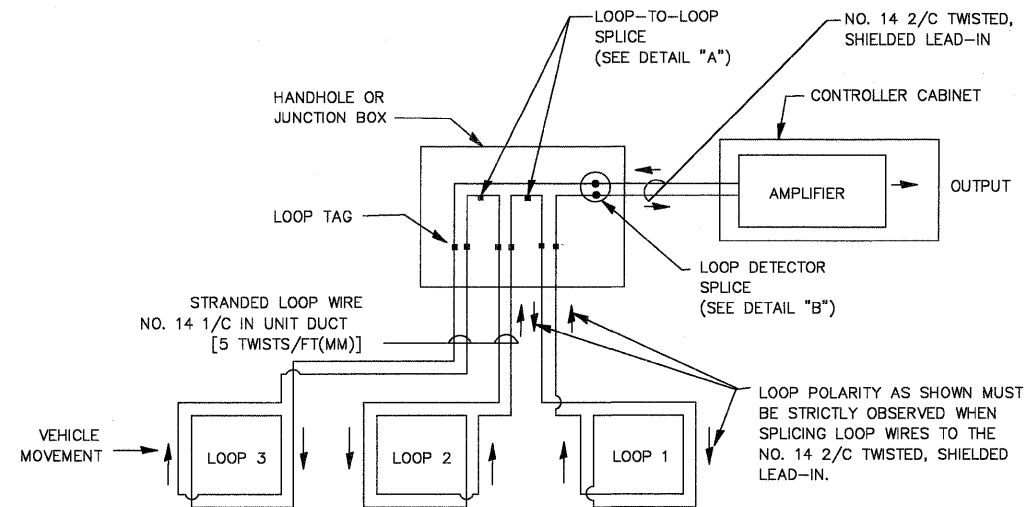 LOOP-TO-LOOP
SPLICE
(SEE DETAIL "A")
NO. 14 2/C TWISTED,
SHIELDED LEAD-IN
HANDHOLE OR
JUNCTION BOX
CONTROLLER CABINET
AMPLIFIER
OUTPUT
LOOP TAG
LOOP DETECTOR
SPLICE
(SEE DETAIL "B")
STRANDED LOOP WIRE
NO. 14 1/C IN UNIT DUCT
[5 TWISTS/FT(MM)]
LOOP POLARITY AS SHOWN MUST
BE STRICTLY OBSERVED WHEN
SPLICING LOOP WIRES TO THE
NO. 14 2/C TWISTED, SHIELDED
LEAD-IN.
VEHICLE
MOVEMENT
LOOP 3
LOOP 2
LOOP 1